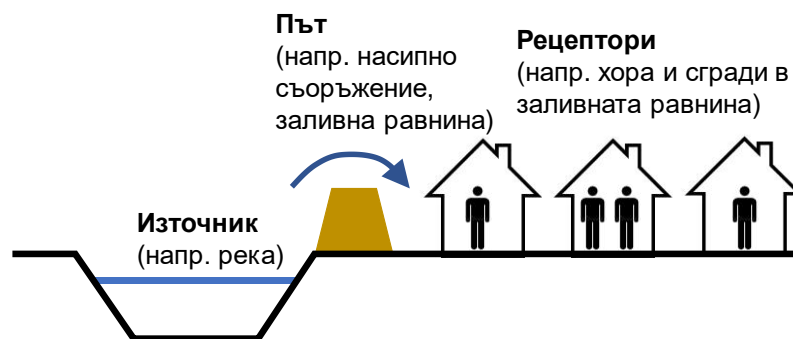 Път
(напр. насипно
съоръжение,
заливна равнина)
Рецептори
(напр. хора и сгради в
заливната равнина)
Източник
(напр. река)